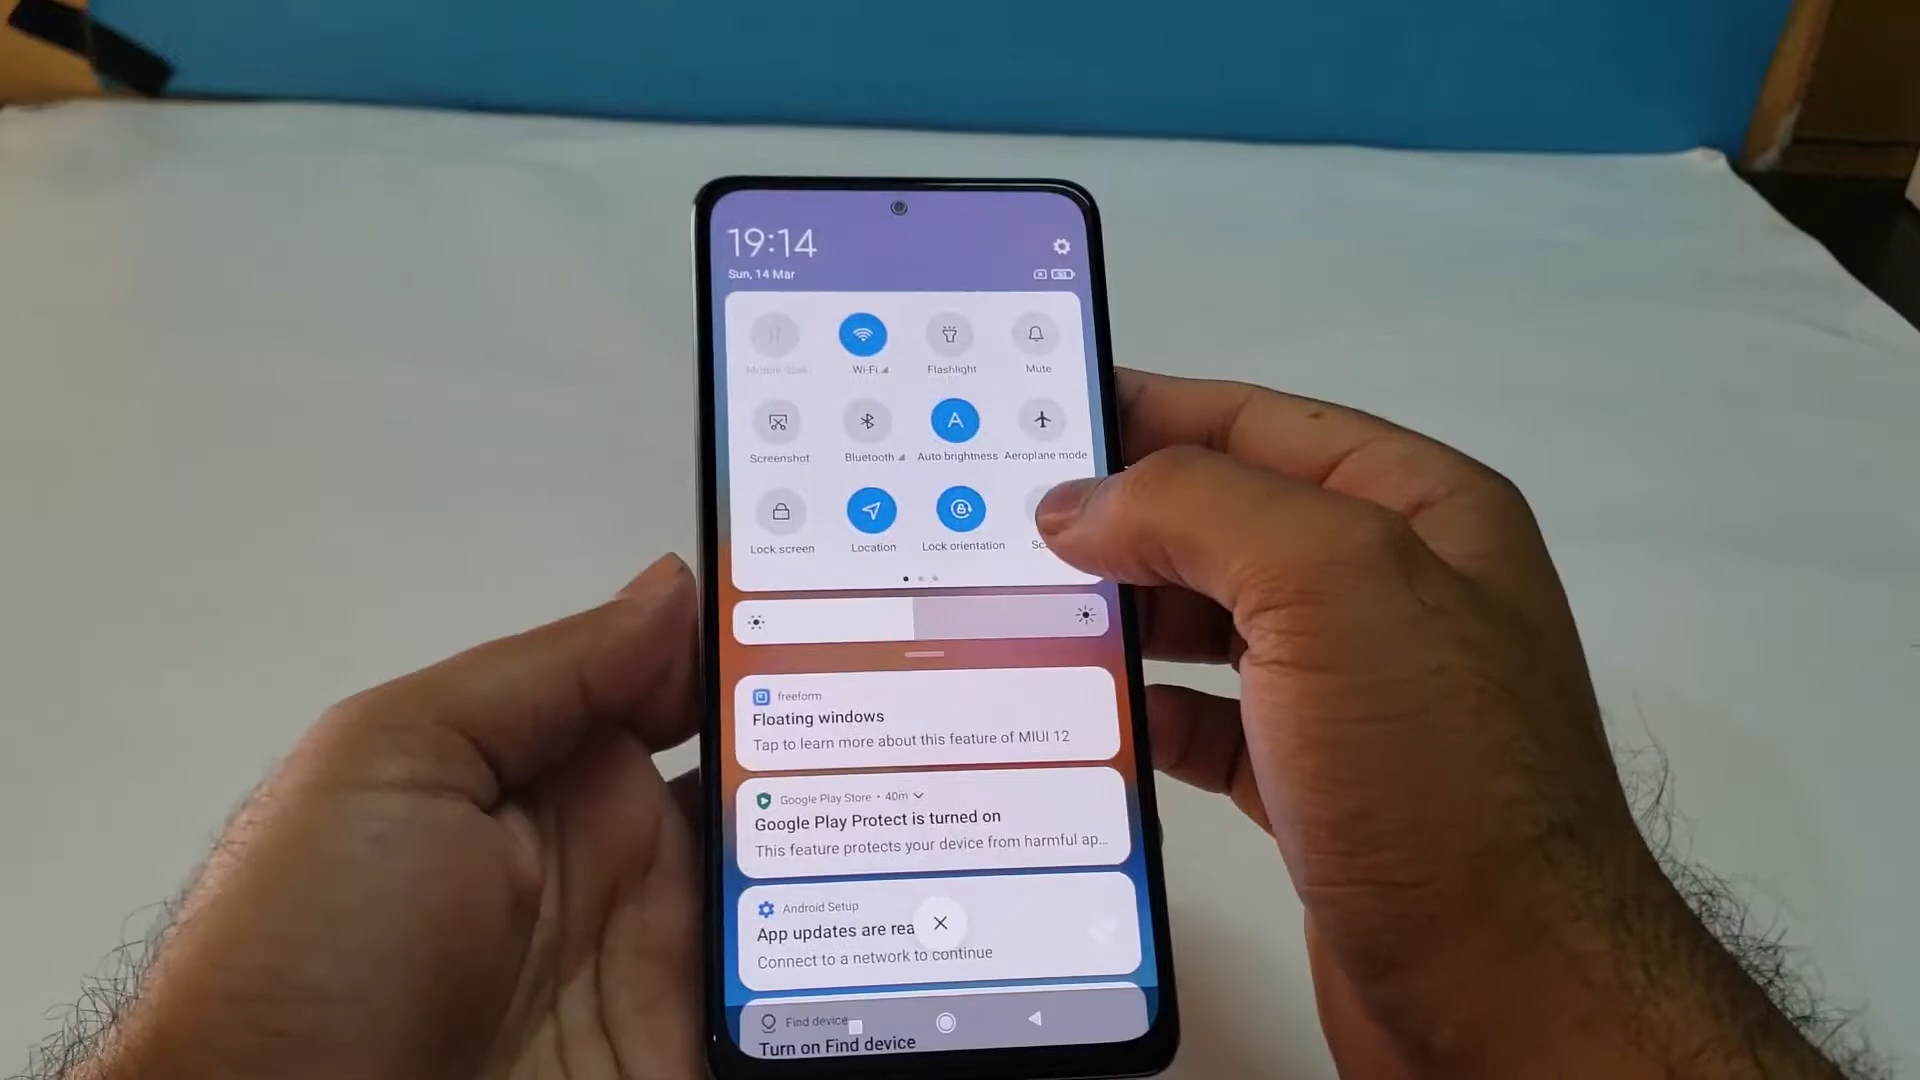 19:14
Sun, 14 Mar
Wi-Fi
Flashlight
Mute
Screenshot
Bluetooth
Auto brightness
Aeroplane mode
Lock screen
Location
Lock orientation
freeform
Floating windows
Tap to learn more about this feature of MIUI 12
Google Play Store • 40m
Google Play Protect is turned on
This feature protects your device from harmful ap...
Android Setup
App updates are rea
Connect to a network to continue
Find device
Turn on Find device